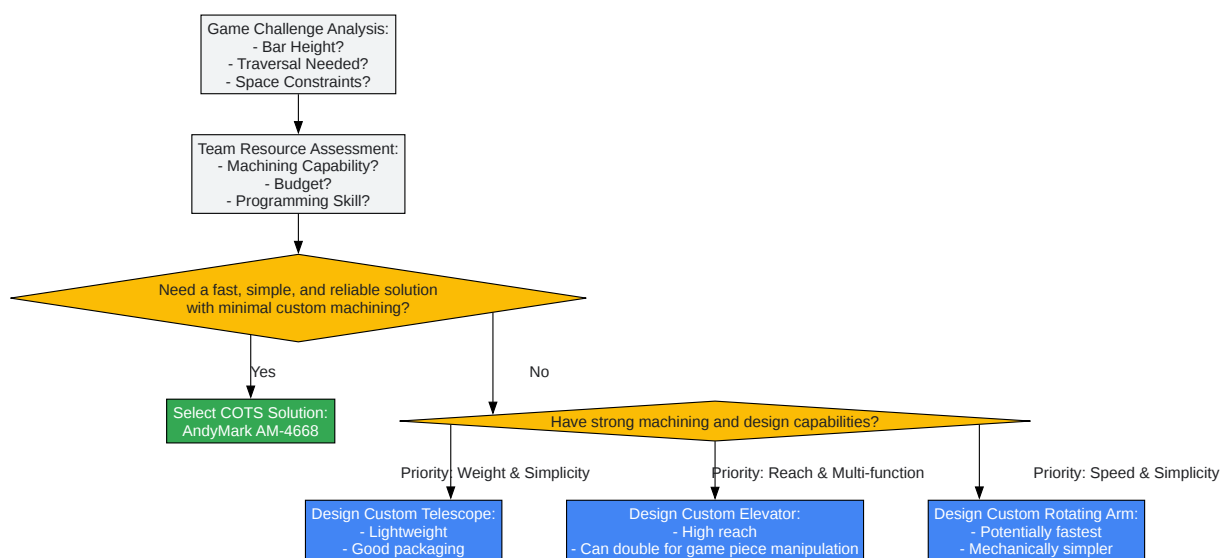 Game Challenge Analysis:
- Bar Height?
- Traversal Needed?
- Space Constraints?
Team Resource Assessment:
- Machining Capability?
- Budget?
- Programming Skill?
Need a fast, simple, and reliable solution
with minimal custom machining?
Yes
No
Select COTS Solution:
AndyMark AM-4668
Have strong machining and design capabilities?
Priority: Weight & Simplicity
Priority: Reach & Multi-function
Priority: Speed & Simplicity
Design Custom Telescope:
- Lightweight
- Good packaging
Design Custom Elevator:
- High reach
- Can double for game piece manipulation
Design Custom Rotating Arm:
- Potentially fastest
- Mechanically simpler